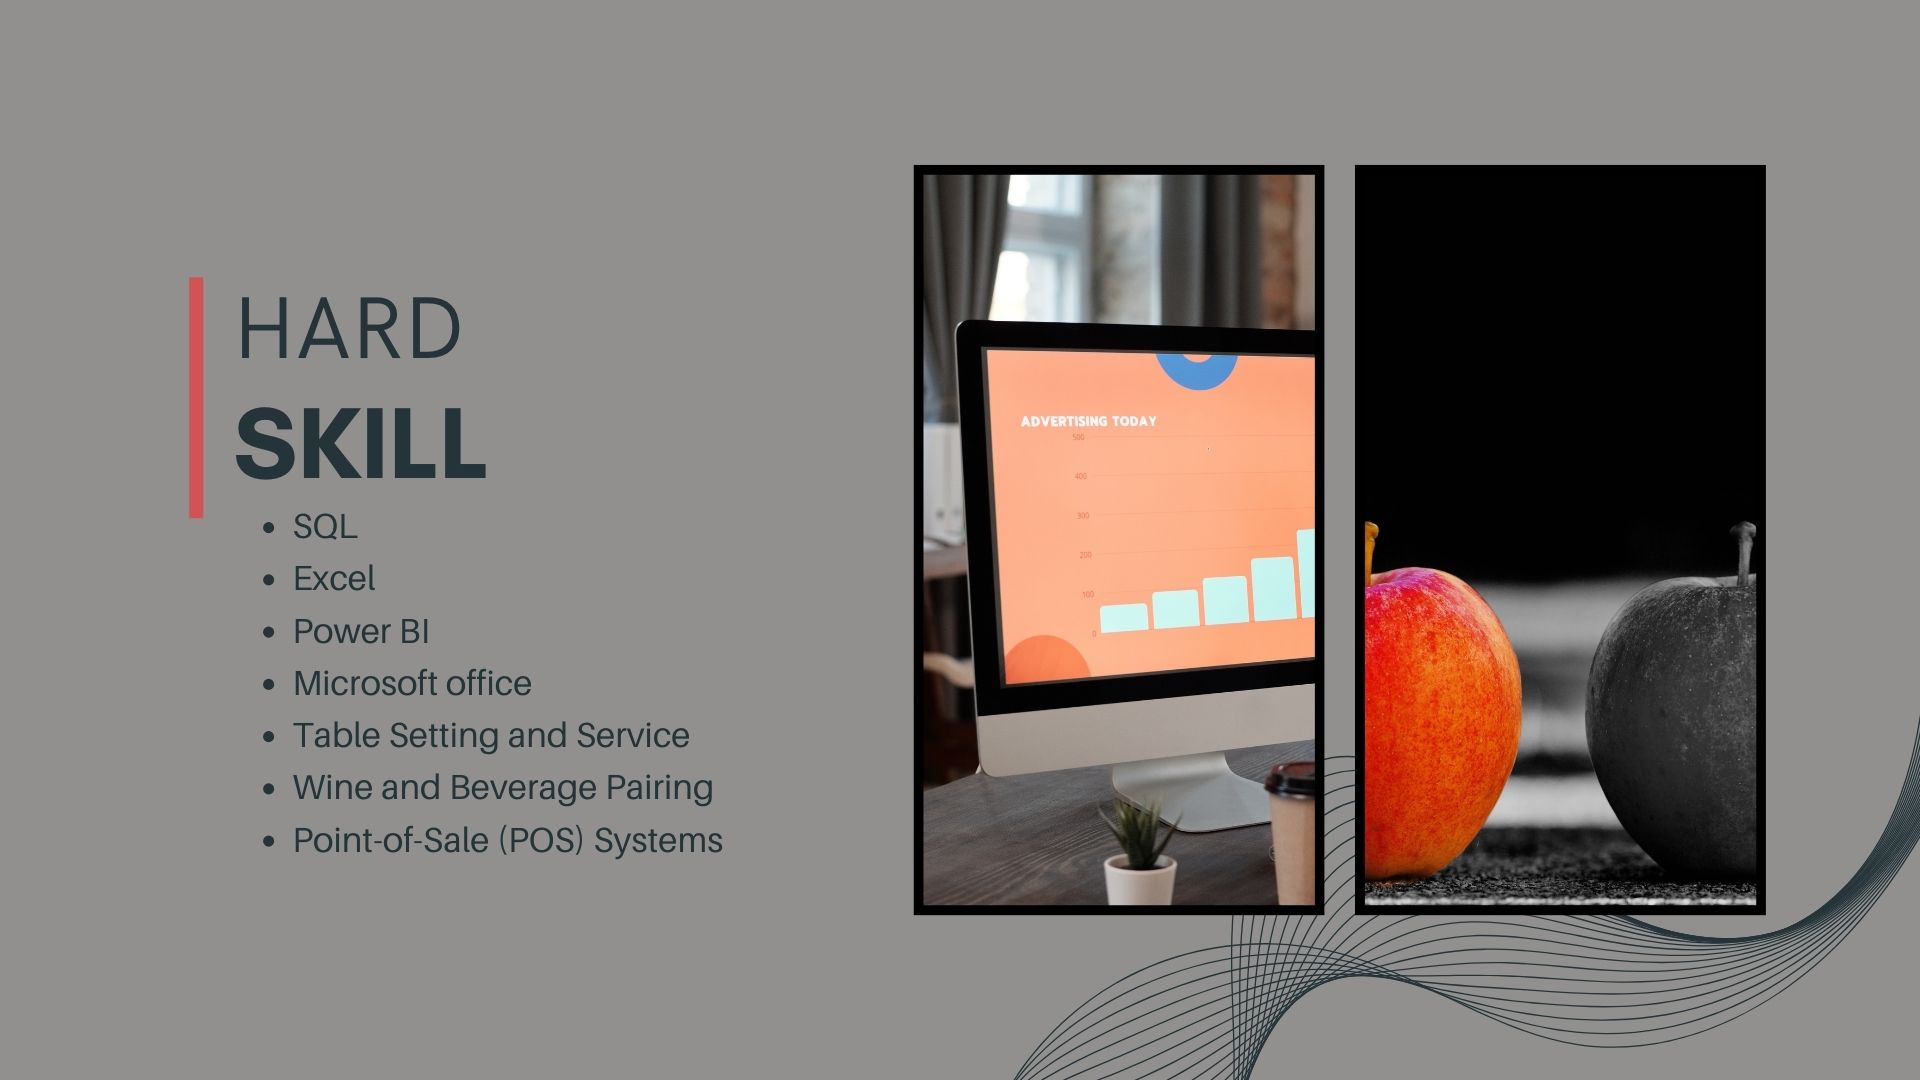 HARD
SKILL
SQL
Excel
Power BI
Microsoft office
Table Setting and Service
Wine and Beverage Pairing
Point-of-Sale (POS) Systems
ADVERTISING TODAY
500
400
300
200
100
0